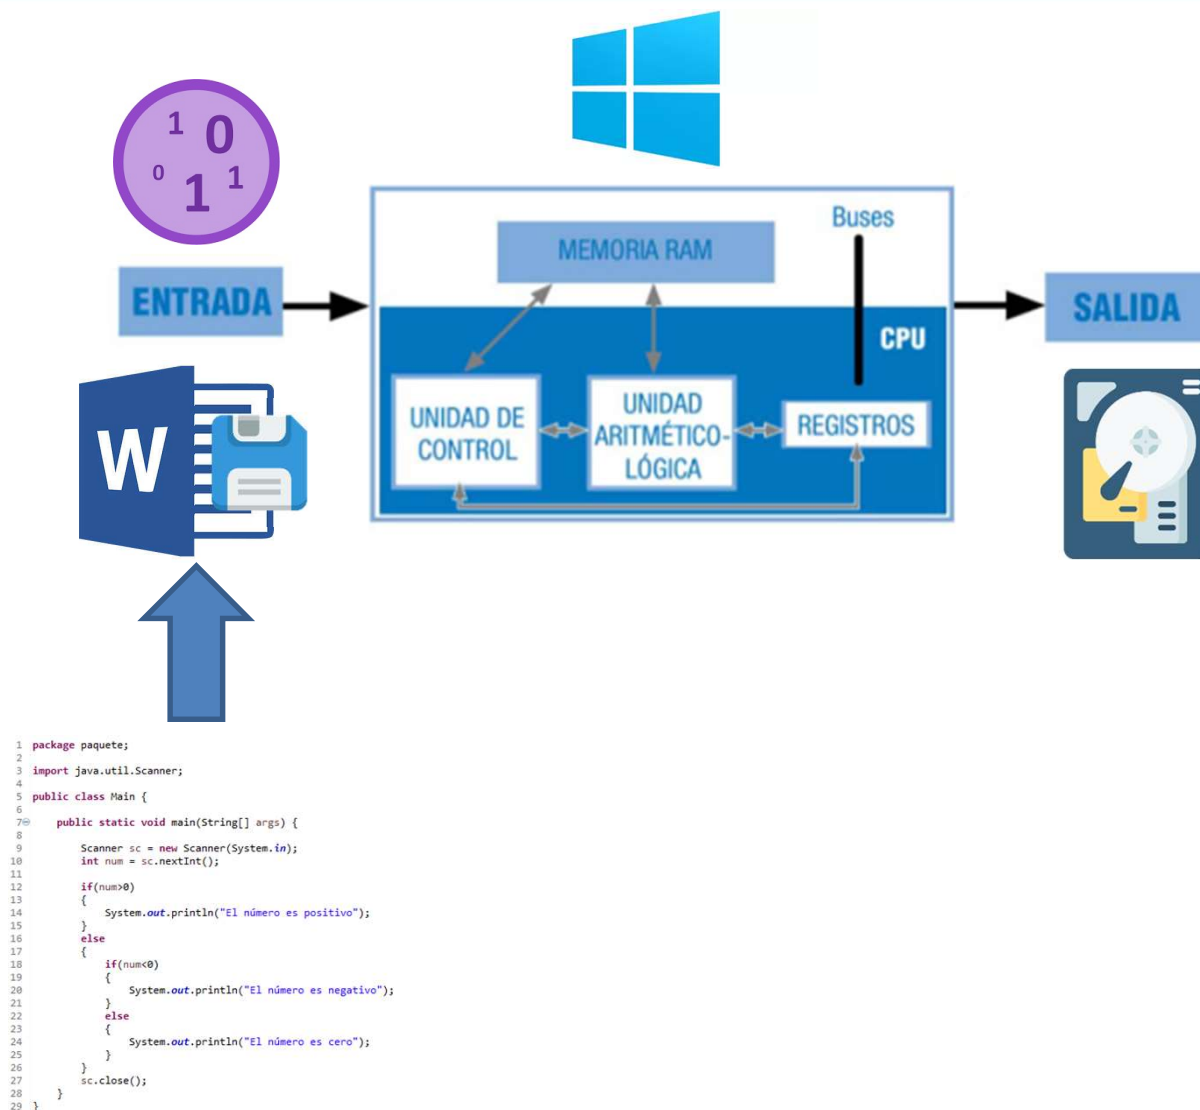 1 0
0 1 1
MEMORIA RAM
Buses
ENTRADA
SALIDA
CPU
UNIDAD DE
CONTROL
UNIDAD
ARITMÉTICO-
LÓGICA
REGISTROS
W
1 package paquete;
2
3 import java.util.Scanner;
4
5 public class Main {
6
7 public static void main(String[] args) {
8
9 Scanner sc = new Scanner(System.in);
10 int num = sc.nextInt();
11
12 if(num>0)
13 {
14 System.out.println("El número es positivo");
15 }
16 else
17 {
18 if(num<0)
19 {
20 System.out.println("El número es negativo");
21 }
22 else
23 {
24 System.out.println("El número es cero");
25 }
26 }
27 sc.close();
28 }
29 }